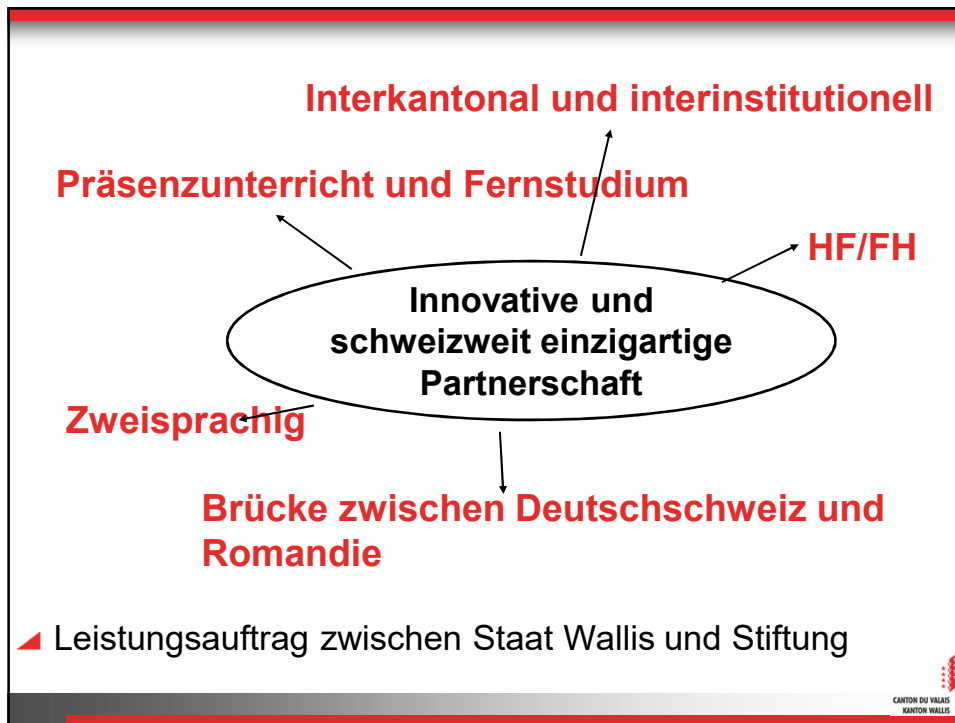 Interkantonal und interinstitutionell
Präsenzunterricht und Fernstudium
HF/FH
Innovative und
schweizweit einzigartige
Partnerschaft
Zweisprachig
Brücke zwischen Deutschschweiz und
Romandie
Leistungsauftrag zwischen Staat Wallis und Stiftung
CANTON DU VALAIS
KANTON WALLIS